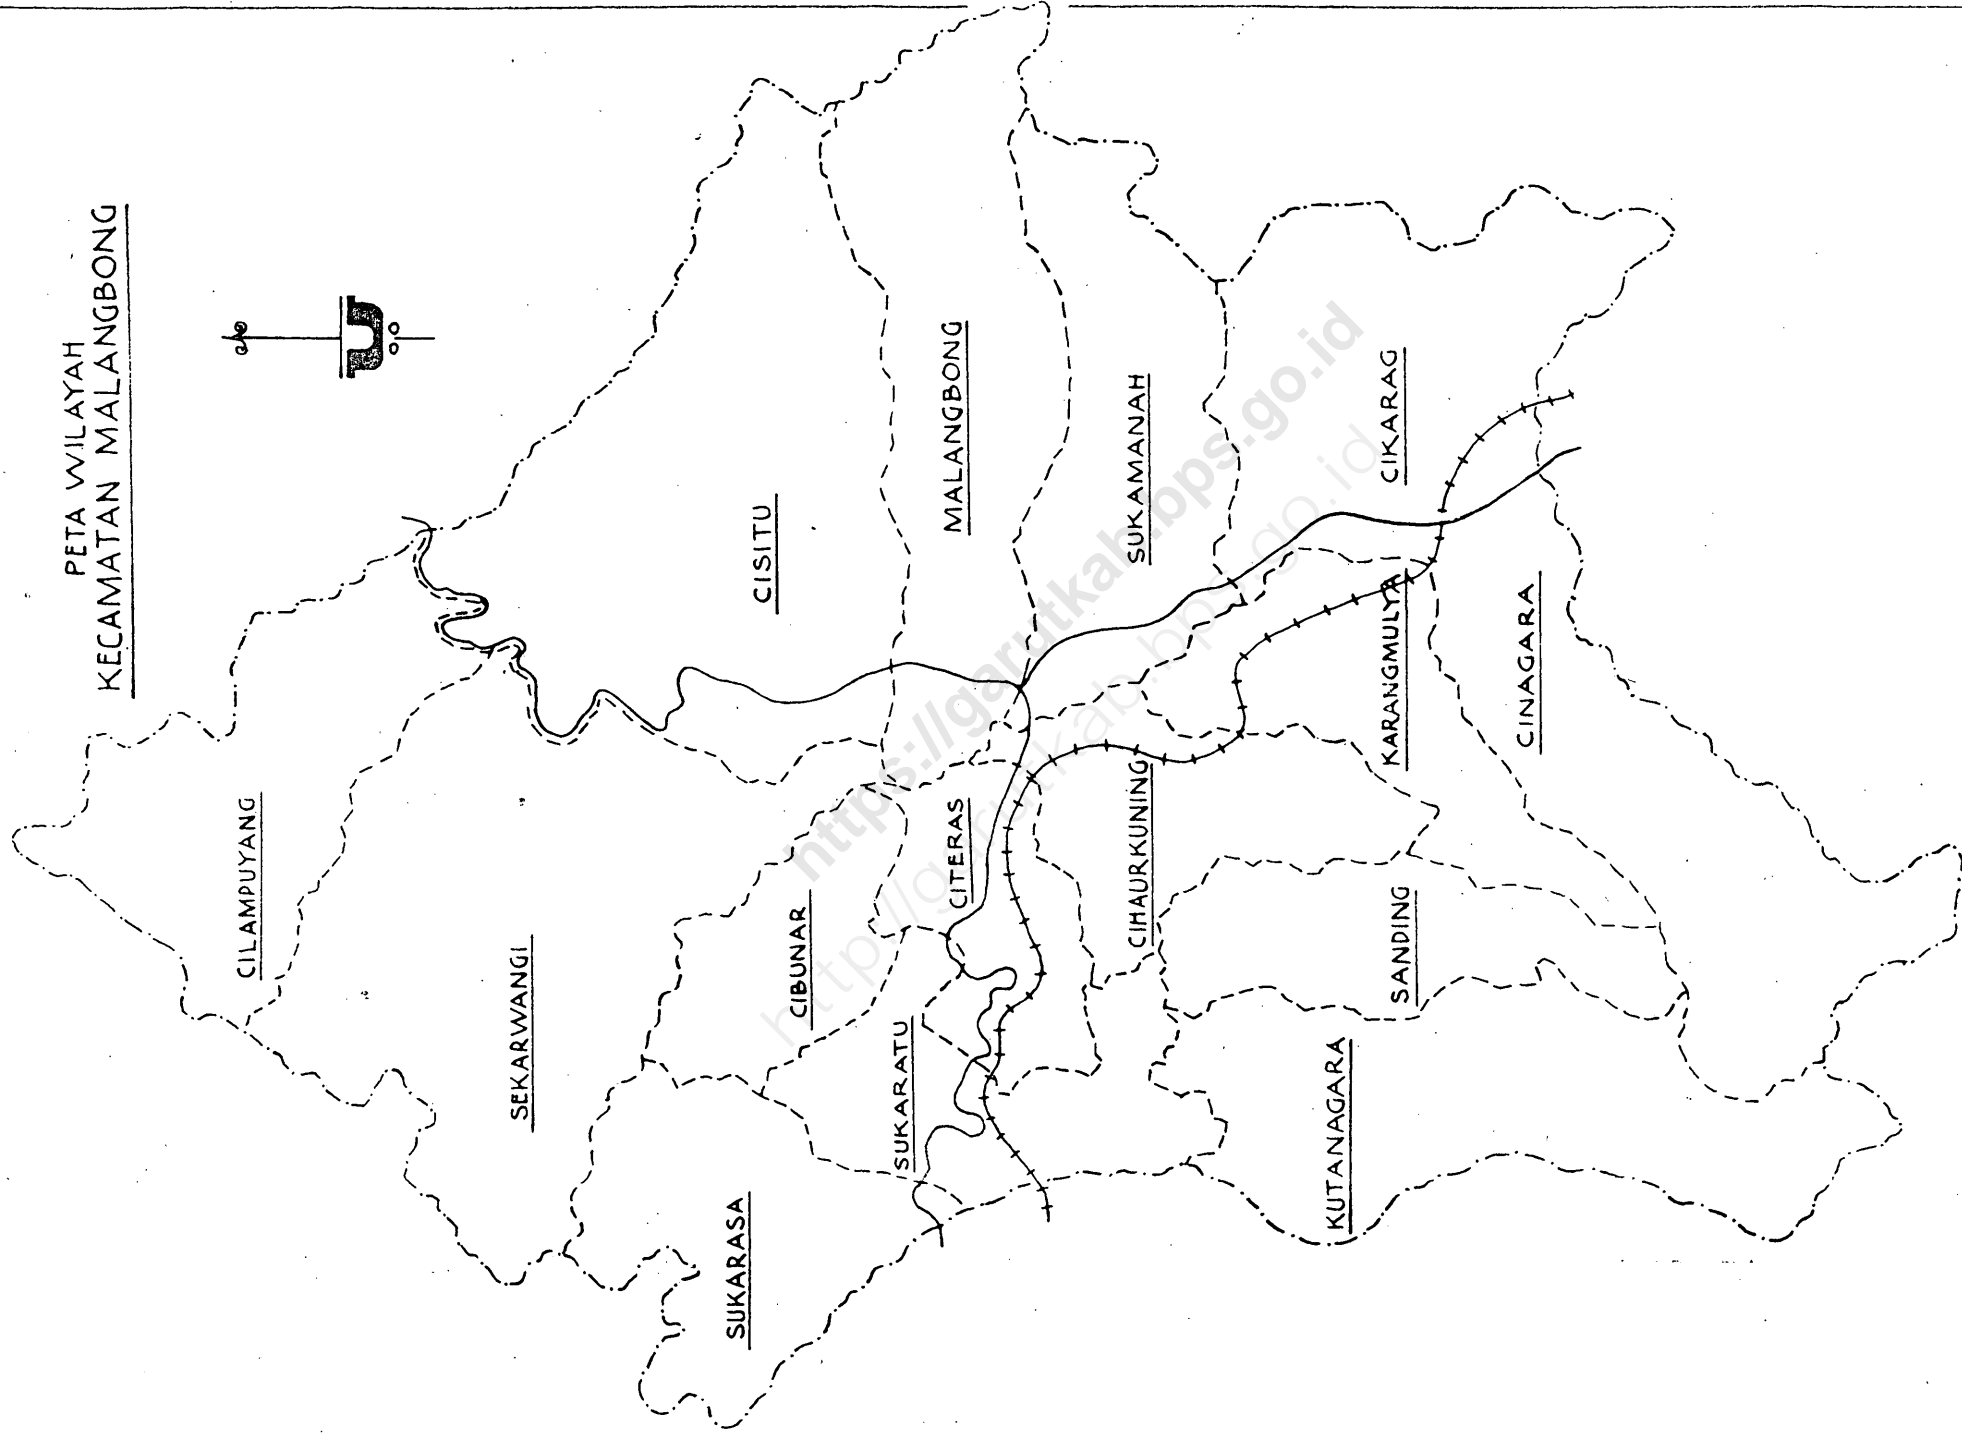 PETA WILAYAH
KECAMATAN MALANGBONG
CILAMPUYANG
SEKARWANGI
CISITU
MALANGBONG
SUKAMANAH
CIKARAG
CIBUNAR
CITERAS
SUKARATU
SUKARASA
CIHAURKUNING
KARANGMULYA
CINAGARA
SANDING
KUTANAGARA
https://garutkab.bps.go.id
http://garutkab.bps.go.id